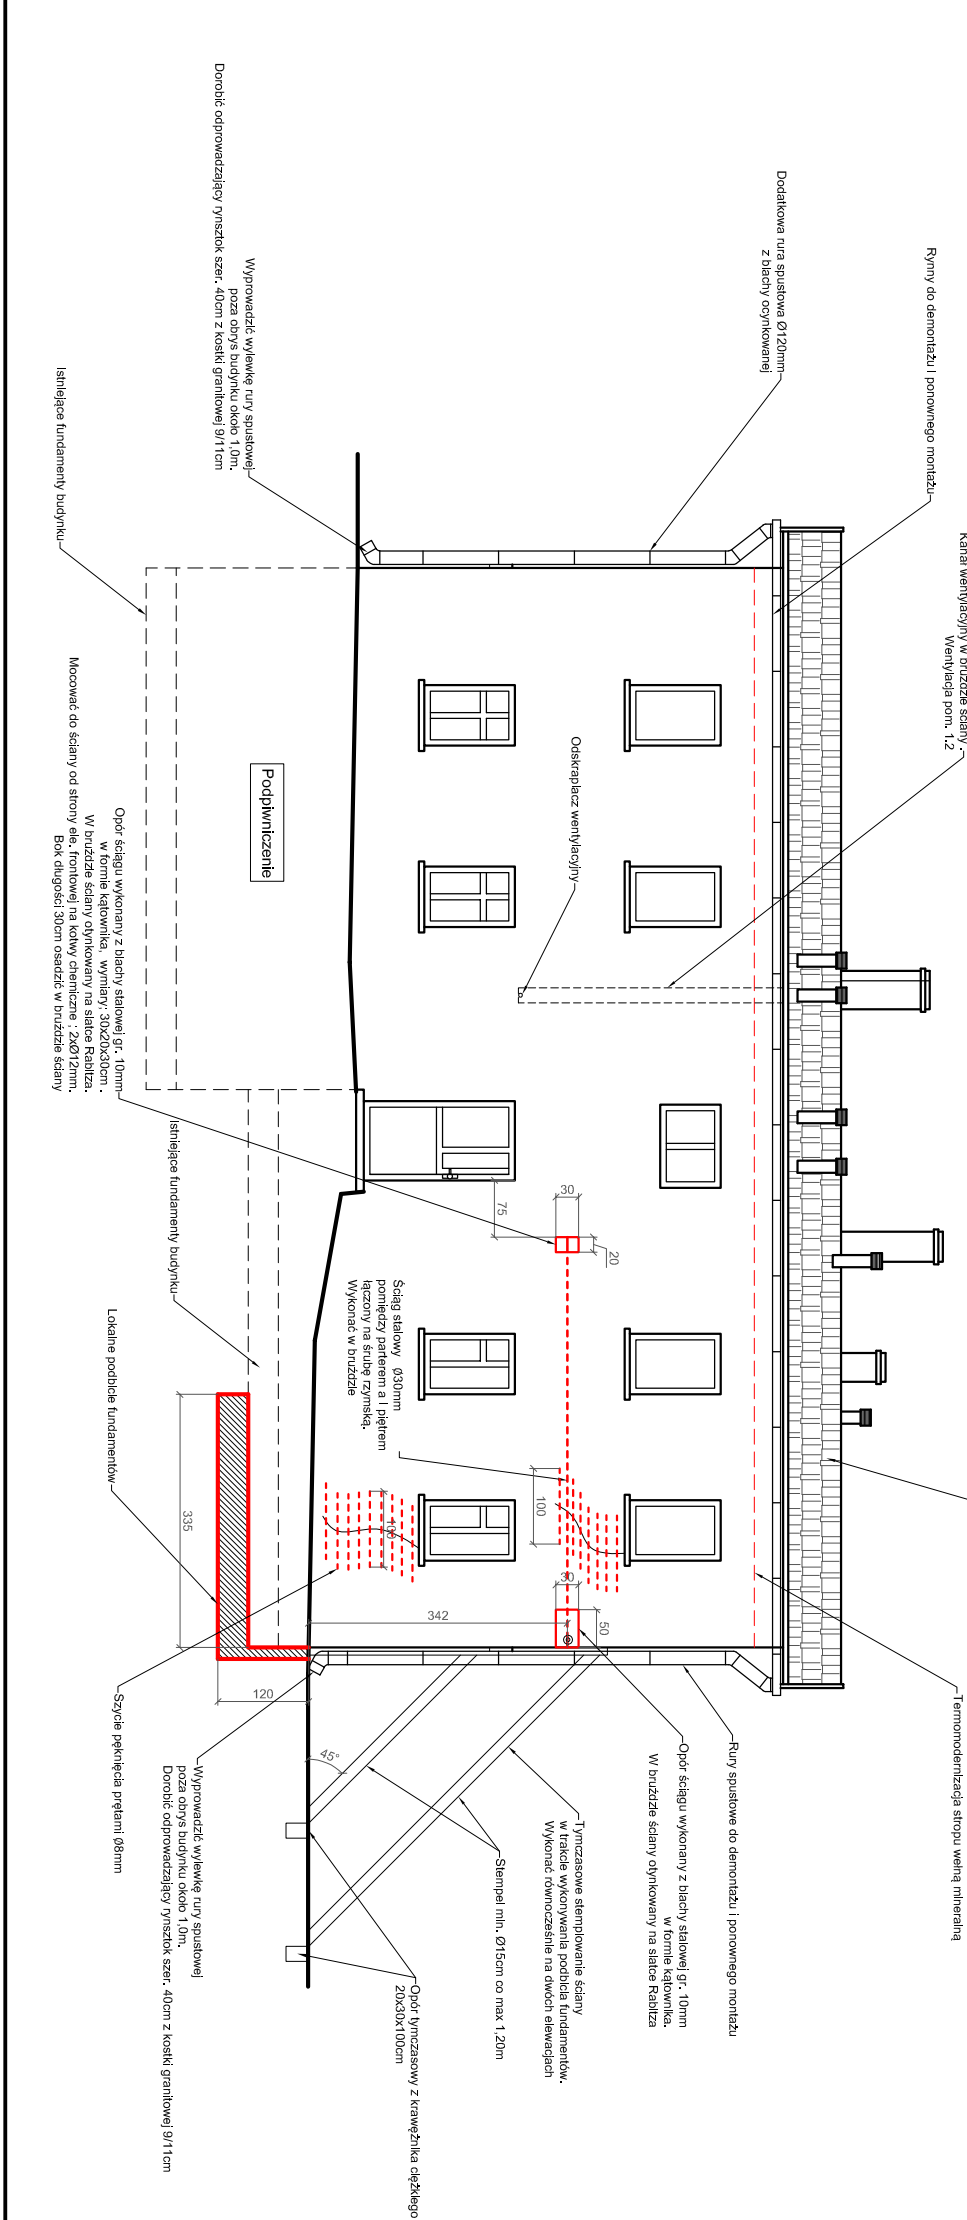 Rynny do demontażu i ponownego montażu
Kanał wentylacyjny w bruździe ściany .
Wentylacja pom. 1.2
Termomodernizacja stropu wełną mineralną
Dodatkowa rura spustowa Ø120mm
z blachy ocynkowanej
Rury spustowe do demontażu i ponownego montażu
Opór ściągu wykonany z blachy stalowej gr. 10mm
w formie kątownika.
W bruździe ściany otynkowany na siatce Rabitza
Odskraplacz wentylacyjny
Tymczasowe stemplowanie ściany
w trakcie wykonywania podbicia fundamentów.
Wykonać równocześnie na dwóch elewacjach
Stempel min. Ø15cm co max 1,20m
Opór tymczasowy z krawężnika ciężkiego
20x30x100cm
Ściąg stalowy Ø30mm
pomiędzy parterem a I piętrem
łączony na śrubę rzymską.
Wykonać w bruździe
Wyprowadzić wylewkę rury spustowej
poza obrys budynku około 1,0m.
Dorobić odprowadzający rynsztok szer. 40cm z kostki granitowej 9/11cm
Podpiwniczenie
Istniejące fundamenty budynku
Opór ściągu wykonany z blachy stalowej gr. 10mm
w formie kątownika, wymiary: 30x20x30cm .
W bruździe ściany otynkowany na siatce Rabitza.
Mocować do ściany od strony ele. frontowej na kotwy chemiczne : 2xØ12mm.
Bok długości 30cm osadzić w bruździe ściany
Istniejące fundamenty budynku
Lokalne podbicie fundamentów
Szycie pęknięcia prętami Ø8mm
Wyprowadzić wylewkę rury spustowej
poza obrys budynku około 1,0m.
Dorobić odprowadzający rynsztok szer. 40cm z kostki granitowej 9/11cm
30
20
75
100
100
30
50
342
335
120
45°